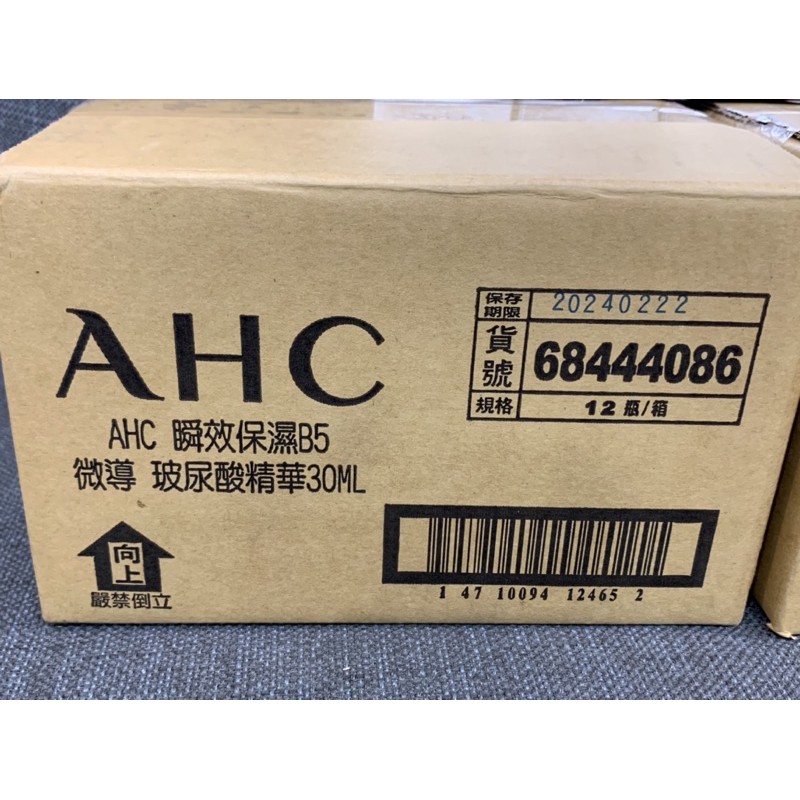 AHC
AHC 瞬效保濕B5
微導 玻尿酸精華30ML
向上
嚴禁倒立
保存期限 20240222
貨號 68444086
規格 12瓶/箱
1 47 10094 12465 2